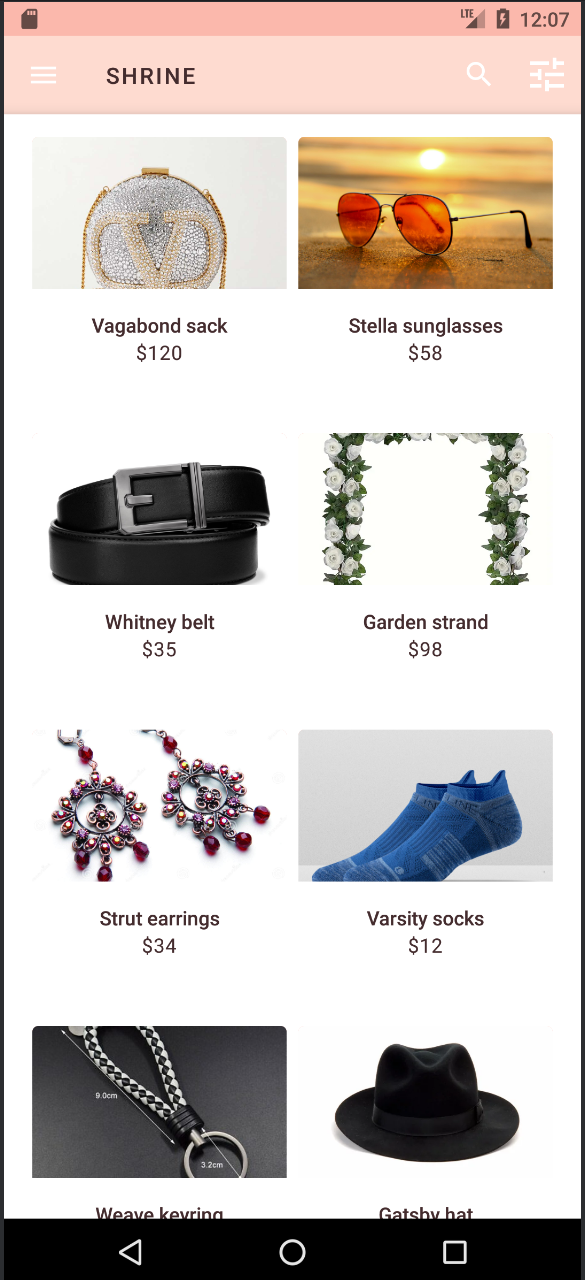 LTE 12:07
SHRINE
Vagabond sack
$120
Stella sunglasses
$58
Whitney belt
$35
Garden strand
$98
Strut earrings
$34
Varsity socks
$12
9.0cm
3.2cm
Weave keyring
Gatsby hat